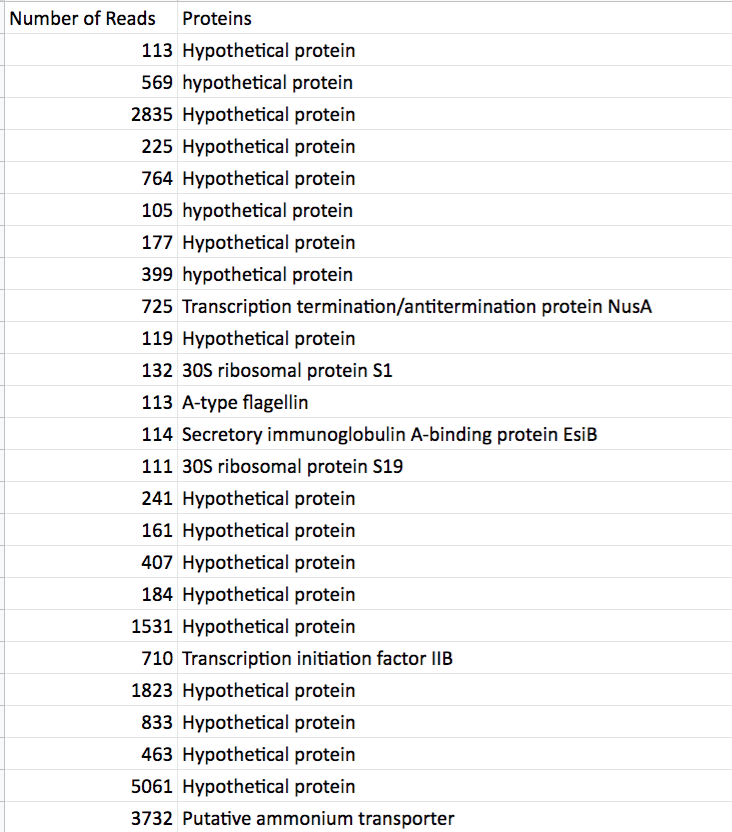 Number of Reads Proteins
113 Hypothetical protein
569 hypothetical protein
2835 Hypothetical protein
225 Hypothetical protein
764 Hypothetical protein
105 hypothetical protein
177 Hypothetical protein
399 hypothetical protein
725 Transcription termination/antitermination protein NusA
119 Hypothetical protein
132 30S ribosomal protein S1
113 A-type flagellin
114 Secretory immunoglobulin A-binding protein EsiB
111 30S ribosomal protein S19
241 Hypothetical protein
161 Hypothetical protein
407 Hypothetical protein
184 Hypothetical protein
1531 Hypothetical protein
710 Transcription initiation factor IIB
1823 Hypothetical protein
833 Hypothetical protein
463 Hypothetical protein
5061 Hypothetical protein
3732 Putative ammonium transporter